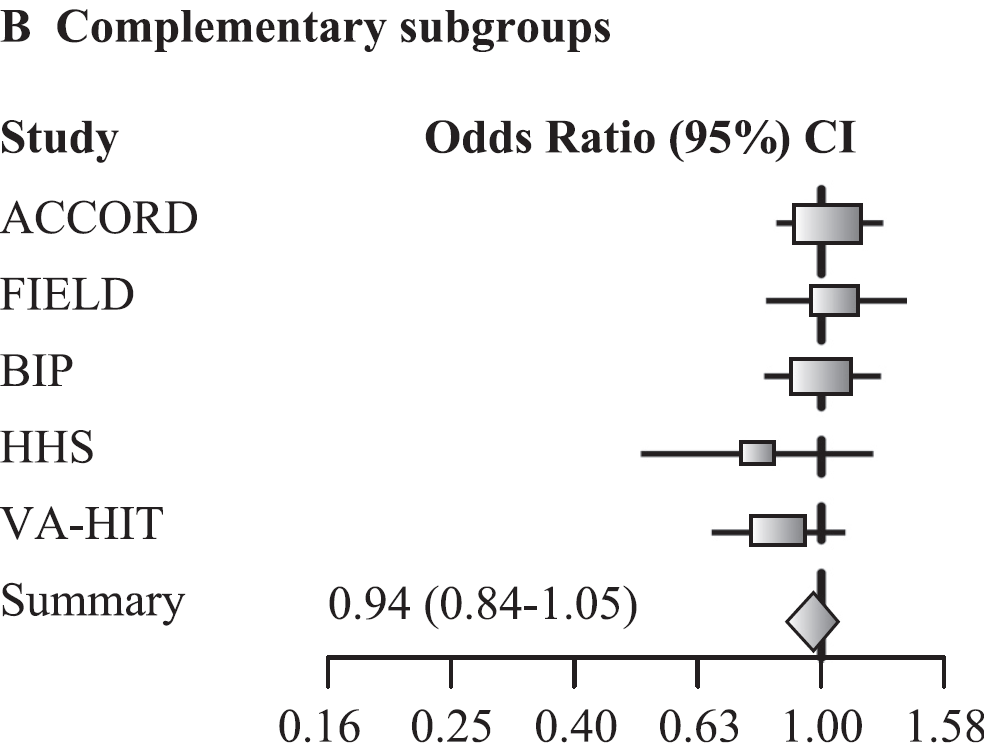 B Complementary subgroups
Study Odds Ratio (95%) CI
ACCORD
FIELD
BIP
HHS
VA-HIT
Summary 0.94 (0.84-1.05)
0.16 0.25 0.40 0.63 1.00 1.58